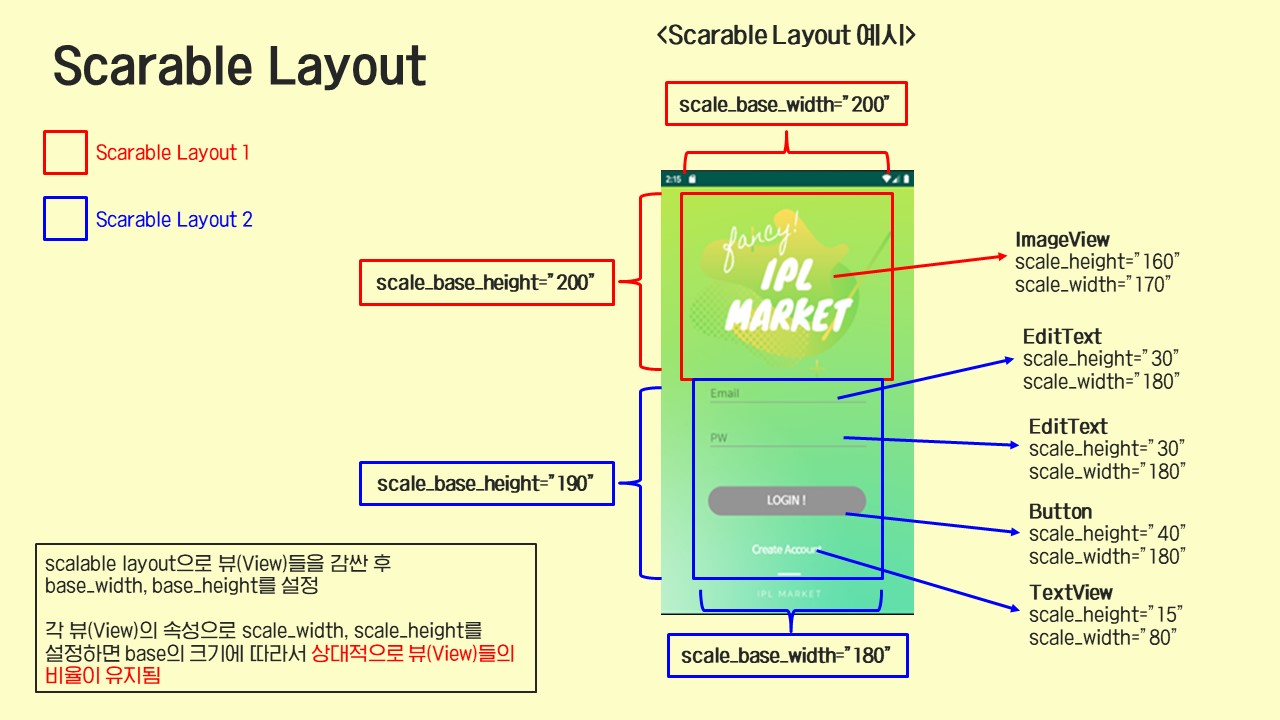 Scarable Layout
Scarable Layout 1
Scarable Layout 2
<Scarable Layout 예시>
scale_base_width="200"
2:15
fancy!
IPL
MARKET
scale_base_height="200"
ImageView
scale_height="160"
scale_width="170"
EditText
scale_height="30"
scale_width="180"
Email
EditText
scale_height="30"
scale_width="180"
PW
scale_base_height="190"
LOGIN !
Button
scale_height="40"
scale_width="180"
Create Account
TextView
scale_height="15"
scale_width="80"
IPL MARKET
scale_base_width="180"
scalable layout으로 뷰(View)들을 감싼 후
base_width, base_height를 설정
각 뷰(View)의 속성으로 scale_width, scale_height를
설정하면 base의 크기에 따라서 상대적으로 뷰(View)들의
비율이 유지됨